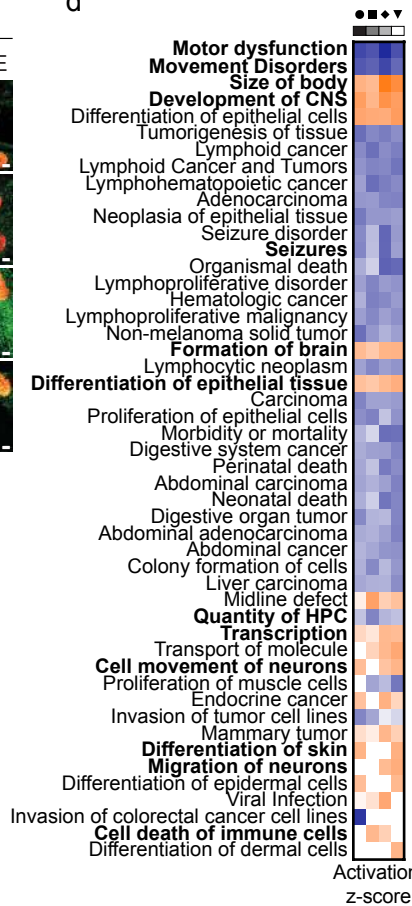 d
E
Motor dysfunction
Movement Disorders
Size of body
Development of CNS
Differentiation of epithelial cells
Tumorigenesis of tissue
Lymphoid cancer
Lymphoid Cancer and Tumors
Lymphohematopoietic cancer
Adenocarcinoma
Neoplasia of epithelial tissue
Seizure disorder
Seizures
Organismal death
Lymphoproliferative disorder
Hematologic cancer
Lymphoproliferative malignancy
Non-melanoma solid tumor
Formation of brain
Lymphocytic neoplasm
Differentiation of epithelial tissue
Carcinoma
Proliferation of epithelial cells
Morbidity or mortality
Digestive system cancer
Perinatal death
Abdominal carcinoma
Neonatal death
Digestive organ tumor
Abdominal adenocarcinoma
Abdominal cancer
Colony formation of cells
Liver carcinoma
Midline defect
Quantity of HPC
Transcription
Transport of molecule
Cell movement of neurons
Proliferation of muscle cells
Endocrine cancer
Invasion of tumor cell lines
Mammary tumor
Differentiation of skin
Migration of neurons
Differentiation of epidermal cells
Viral Infection
Invasion of colorectal cancer cell lines
Cell death of immune cells
Differentiation of dermal cells
Activation
z-score